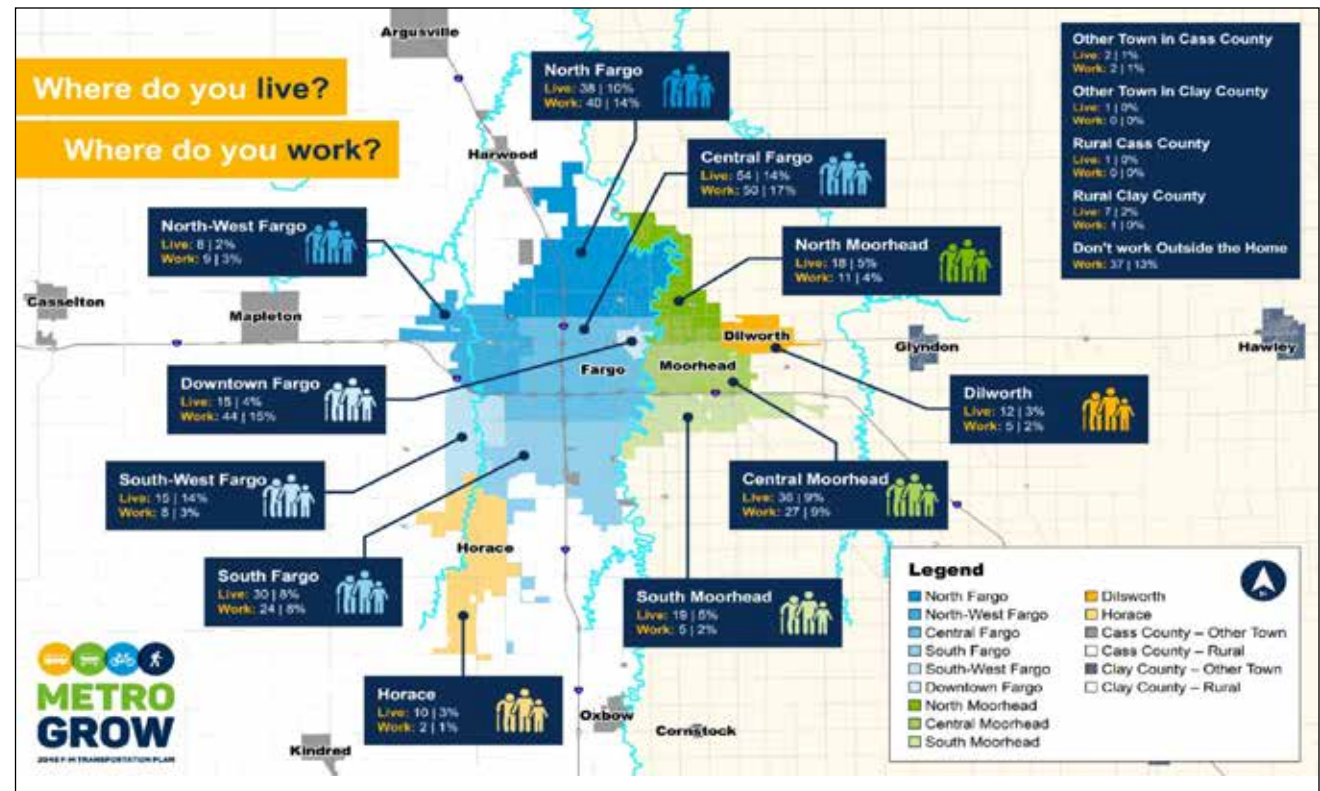 Where do you live?
Where do you work?
Argusville
North Fargo
Live: 38 | 10%
Work: 40 | 14%
Other Town in Cass County
Live: 2 | 1%
Work: 2 | 1%
Other Town in Clay County
Live: 1 | 0%
Work: 0 | 0%
Rural Cass County
Live: 1 | 0%
Work: 0 | 0%
Rural Clay County
Live: 7 | 2%
Work: 1 | 0%
Don't work Outside the Home
Work: 37 | 13%
Harwood
Central Fargo
Live: 54 | 14%
Work: 50 | 17%
North-West Fargo
Live: 8 | 2%
Work: 9 | 3%
North Moorhead
Live: 18 | 5%
Work: 11 | 4%
Casselton
Mapleton
Dilworth
Glyndon
Hawley
Fargo
Moorhead
Downtown Fargo
Live: 15 | 4%
Work: 44 | 15%
Dilworth
Live: 12 | 3%
Work: 5 | 2%
South-West Fargo
Live: 15 | 14%
Work: 8 | 3%
Central Moorhead
Live: 36 | 9%
Work: 27 | 9%
Horace
South Fargo
Live: 30 | 8%
Work: 24 | 8%
South Moorhead
Live: 19 | 5%
Work: 5 | 2%
Horace
Live: 10 | 3%
Work: 2 | 1%
Oxbow
Cornstock
Kindred
METRO
GROW
2045 F-M TRANSPORTATION PLAN
Legend
North Fargo
North-West Fargo
Central Fargo
South Fargo
South-West Fargo
Downtown Fargo
North Moorhead
Central Moorhead
South Moorhead
Dilsworth
Horace
Cass County – Other Town
Cass County – Rural
Clay County – Other Town
Clay County – Rural